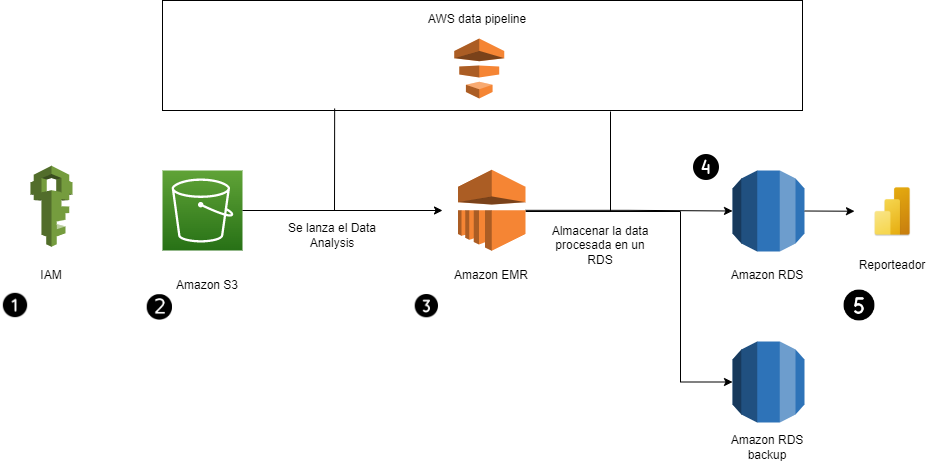 AWS data pipeline
4
Se lanza el Data
Analysis
Almacenar la data
procesada en un
RDS
IAM
Amazon S3
Amazon EMR
Amazon RDS
Reporteador
1
2
3
5
Amazon RDS
backup